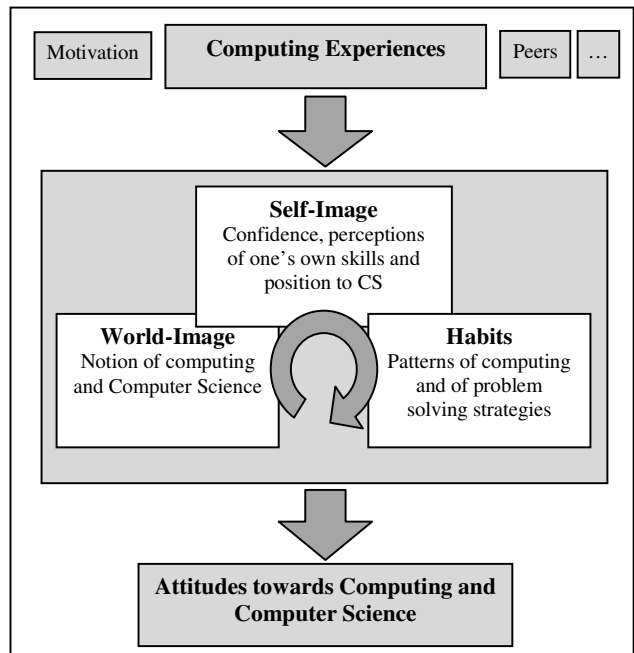 Motivation
Computing Experiences
Peers
…
Self-Image
Confidence, perceptions
of one's own skills and
position to CS
World-Image
Notion of computing
and Computer Science
Habits
Patterns of computing
and of problem
solving strategies
Attitudes towards Computing and
Computer Science